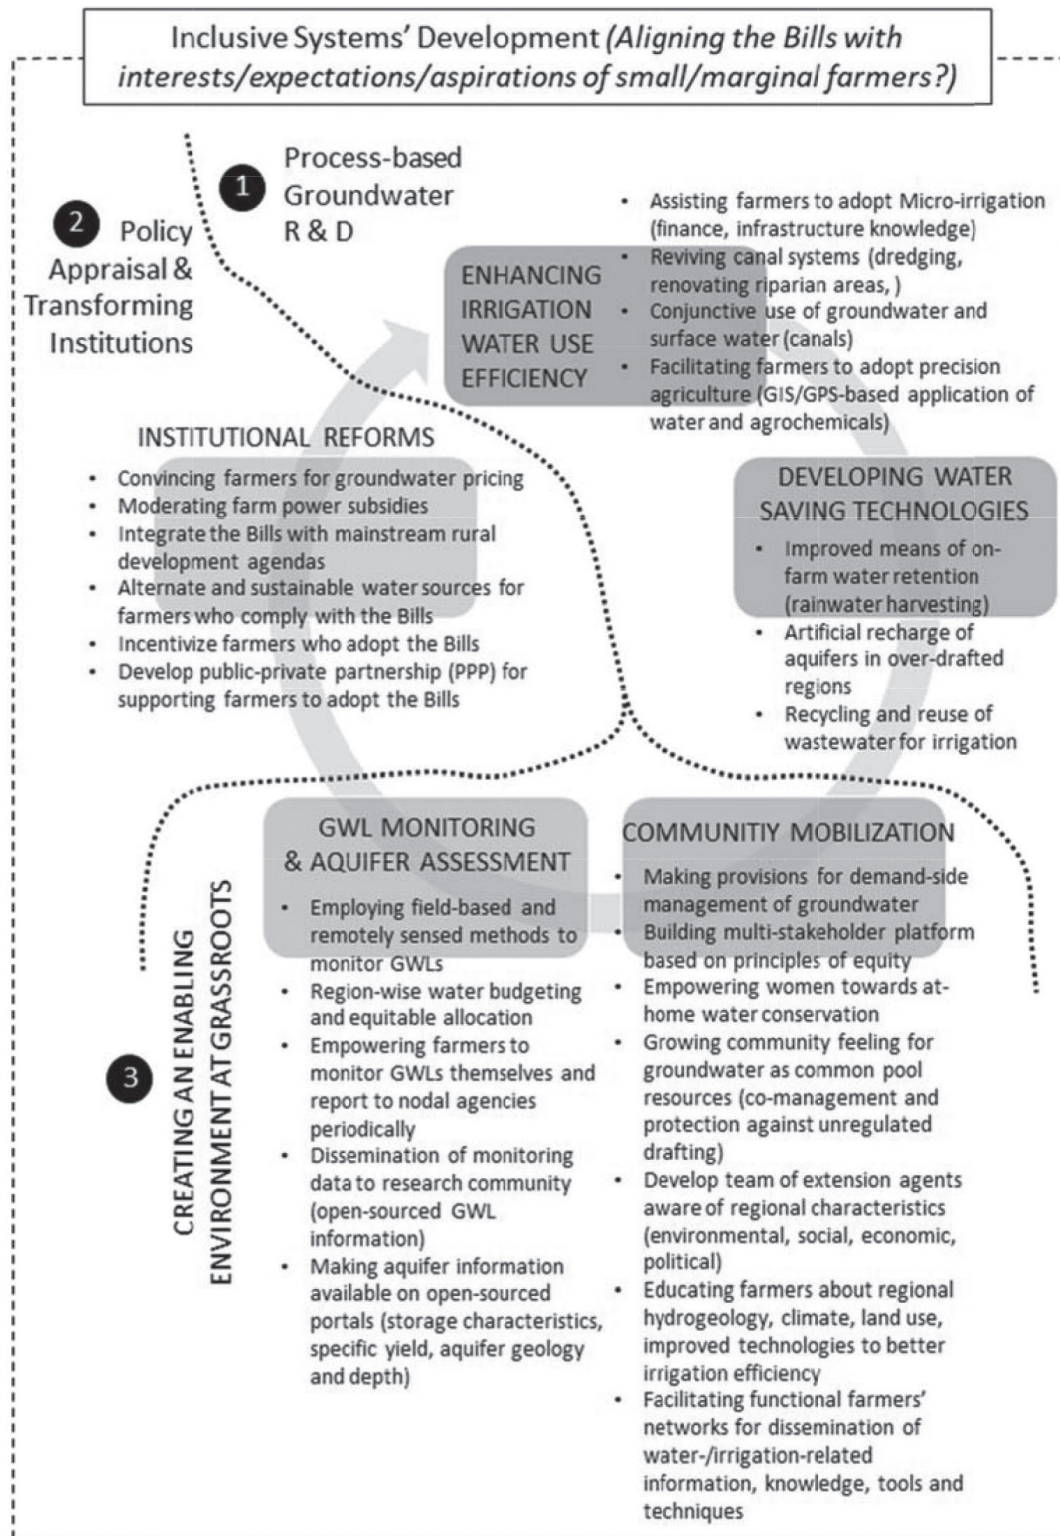 Inclusive Systems' Development (Aligning the Bills with
interests/expectations/aspirations of small/marginal farmers?)
1
Process-based
Groundwater
R & D
2
Policy
Appraisal &
Transforming
Institutions
ENHANCING
IRRIGATION
WATER USE
EFFICIENCY
• Assisting farmers to adopt Micro-irrigation
(finance, infrastructure knowledge)
• Reviving canal systems (dredging,
renovating riparian areas, )
• Conjunctive use of groundwater and
surface water (canals)
• Facilitating farmers to adopt precision
agriculture (GIS/GPS-based application of
water and agrochemicals)
INSTITUTIONAL REFORMS
• Convincing farmers for groundwater pricing
• Moderating farm power subsidies
• Integrate the Bills with mainstream rural
development agendas
• Alternate and sustainable water sources for
farmers who comply with the Bills
• Incentivize farmers who adopt the Bills
• Develop public-private partnership (PPP) for
supporting farmers to adopt the Bills
DEVELOPING WATER
SAVING TECHNOLOGIES
• Improved means of on-
farm water retention
(rainwater harvesting)
• Artificial recharge of
aquifers in over-drafted
regions
• Recycling and reuse of
wastewater for irrigation
3
CREATING AN ENABLING
ENVIRONMENT AT GRASSROOTS
GWL MONITORING
& AQUIFER ASSESSMENT
• Employing field-based and
remotely sensed methods to
monitor GWLs
• Region-wise water budgeting
and equitable allocation
• Empowering farmers to
monitor GWLs themselves and
report to nodal agencies
periodically
• Dissemination of monitoring
data to research community
(open-sourced GWL
information)
• Making aquifer information
available on open-sourced
portals (storage characteristics,
specific yield, aquifer geology
and depth)
COMMUNITIY MOBILIZATION
• Making provisions for demand-side
management of groundwater
• Building multi-stakeholder platform
based on principles of equity
• Empowering women towards at-
home water conservation
• Growing community feeling for
groundwater as common pool
resources (co-management and
protection against unregulated
drafting)
• Develop team of extension agents
aware of regional characteristics
(environmental, social, economic,
political)
• Educating farmers about regional
hydrogeology, climate, land use,
improved technologies to better
irrigation efficiency
• Facilitating functional farmers'
networks for dissemination of
water-/irrigation-related
information, knowledge, tools and
techniques